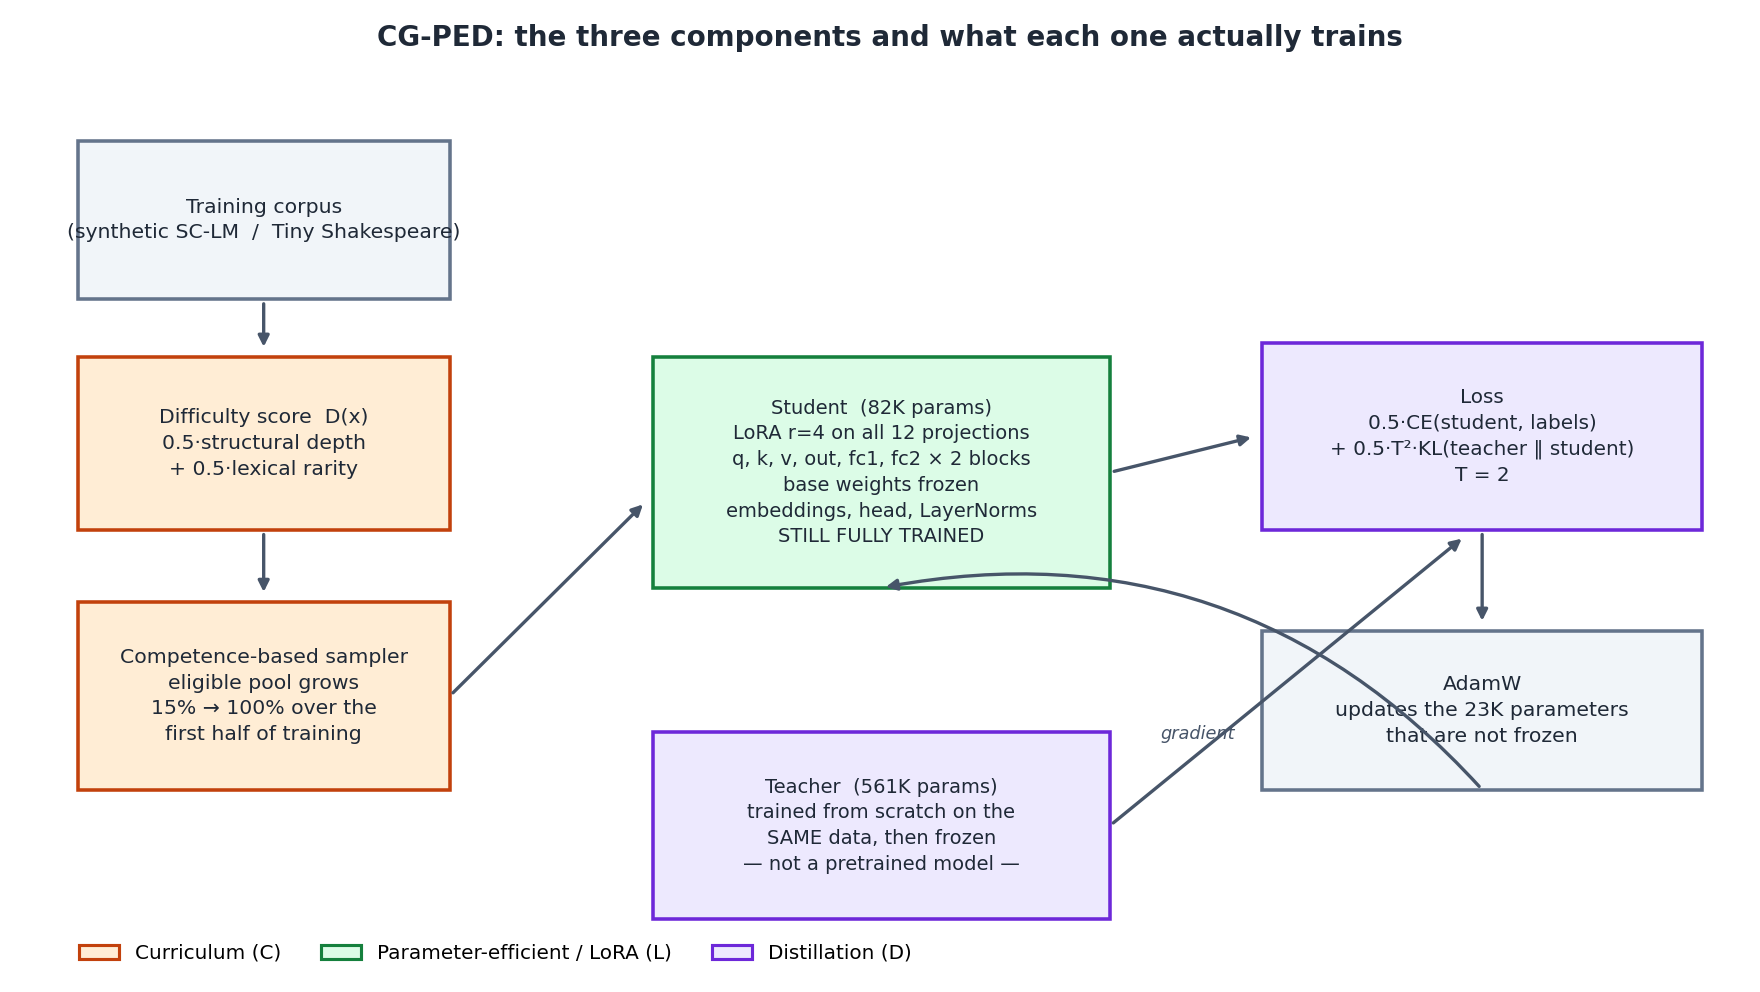 CG-PED: the three components and what each one actually trains
Training corpus
(synthetic SC-LM / Tiny Shakespeare)
Difficulty score D(x)
0.5·structural depth
+ 0.5·lexical rarity
Competence-based sampler
eligible pool grows
15% → 100% over the
first half of training
Student (82K params)
LoRA r=4 on all 12 projections
q, k, v, out, fc1, fc2 × 2 blocks
base weights frozen
embeddings, head, LayerNorms
STILL FULLY TRAINED
Teacher (561K params)
trained from scratch on the
SAME data, then frozen
— not a pretrained model —
Loss
0.5·CE(student, labels)
+ 0.5·T²·KL(teacher ∥ student)
T = 2
gradient
AdamW
updates the 23K parameters
that are not frozen
Curriculum (C)
Parameter-efficient / LoRA (L)
Distillation (D)